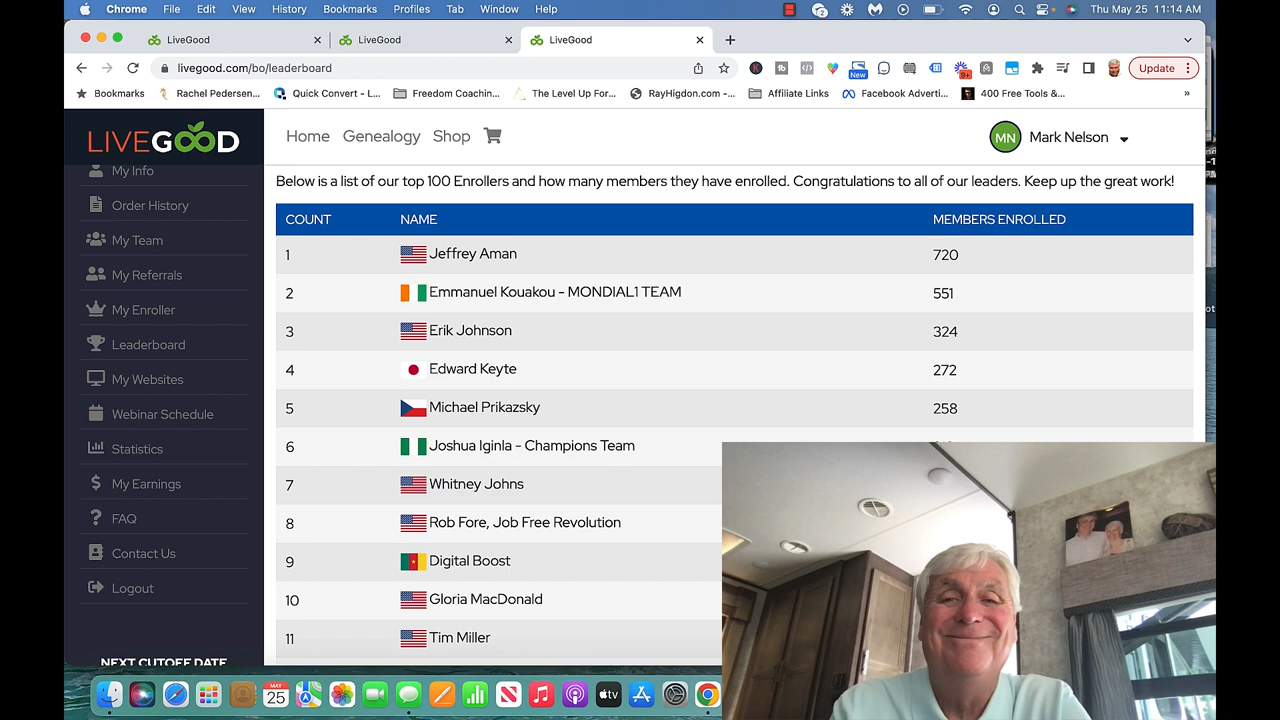 Chrome File Edit View History Bookmarks Profiles Tab Window Help Thu May 25 11:14 AM
LiveGood LiveGood LiveGood
livegood.com/bo/leaderboard New 9+ Update
Bookmarks Rachel Pedersen... Quick Convert - L... Freedom Coachin... The Level Up For... RayHigdon.com -... Affiliate Links Facebook Adverti... 400 Free Tools &... »
LIVEGOOD Home Genealogy Shop MN Mark Nelson
My Info
Order History
My Team
My Referrals
My Enroller
Leaderboard
My Websites
Webinar Schedule
Statistics
My Earnings
FAQ
Contact Us
Logout
NEXT CUTOFF DATE
Below is a list of our top 100 Enrollers and how many members they have enrolled. Congratulations to all of our leaders. Keep up the great work!
COUNT NAME MEMBERS ENROLLED
1 Jeffrey Aman 720
2 Emmanuel Kouakou - MONDIAL1 TEAM 551
3 Erik Johnson 324
4 Edward Keyte 272
5 Michael Prikazsky 258
6 Joshua Iginla - Champions Team
7 Whitney Johns
8 Rob Fore, Job Free Revolution
9 Digital Boost
10 Gloria MacDonald
11 Tim Miller
MAY
25
tv